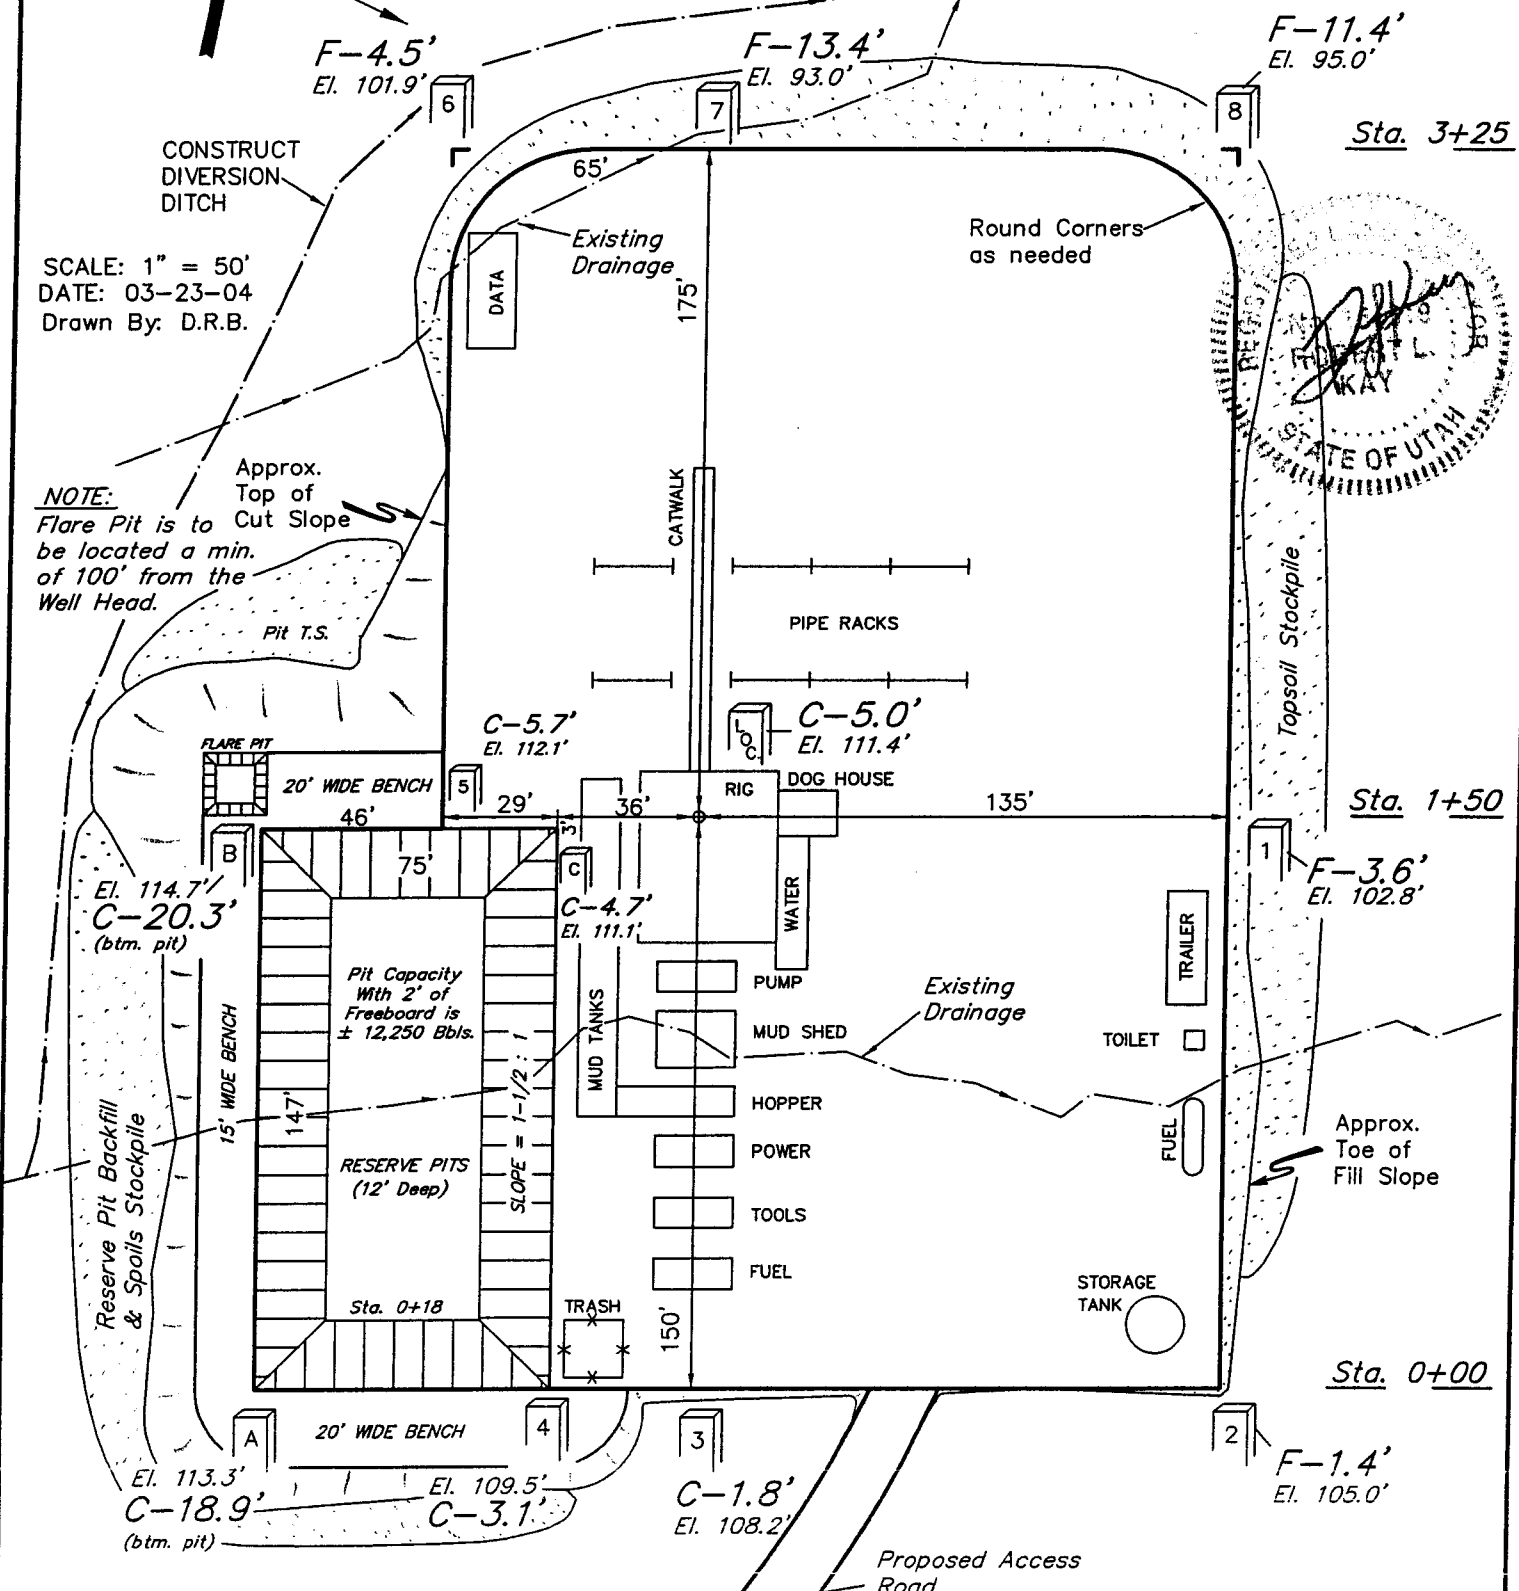 F-4.5'
El. 101.9'
6
F-13.4'
El. 93.0'
7
F-11.4'
El. 95.0'
8
Sta. 3+25
CONSTRUCT
DIVERSION
DITCH
65'
Existing
Drainage
Round Corners
as needed
SCALE: 1" = 50'
DATE: 03-23-04
Drawn By: D.R.B.
DATA
175'
KAY
STATE OF UTAH
Approx.
Top of
Cut Slope
NOTE:
Flare Pit is to
be located a min.
of 100' from the
Well Head.
CATWALK
PIPE RACKS
Pit T.S.
Topsoil Stockpile
C-5.7'
El. 112.1'
5
LOC.
C-5.0'
El. 111.4'
FLARE PIT
20' WIDE BENCH
46'
29'
3'
36'
RIG
DOG HOUSE
135'
Sta. 1+50
B
El. 114.7'
C-20.3'
(btm. pit)
75'
C
C-4.7'
El. 111.1'
WATER
1
F-3.6'
El. 102.8'
TRAILER
Pit Capacity
With 2' of
Freeboard is
± 12,250 Bbls.
MUD TANKS
PUMP
MUD SHED
Existing
Drainage
TOILET
HOPPER
POWER
TOOLS
FUEL
FUEL
15' WIDE BENCH
147'
SLOPE = 1-1/2 : 1
RESERVE PITS
(12' Deep)
Reserve Pit Backfill
& Spoils Stockpile
Approx.
Toe of
Fill Slope
Sta. 0+18
TRASH
150'
STORAGE
TANK
Sta. 0+00
A
20' WIDE BENCH
4
3
2
El. 113.3'
C-18.9'
(btm. pit)
El. 109.5'
C-3.1'
C-1.8'
El. 108.2'
F-1.4'
El. 105.0'
Proposed Access
Road